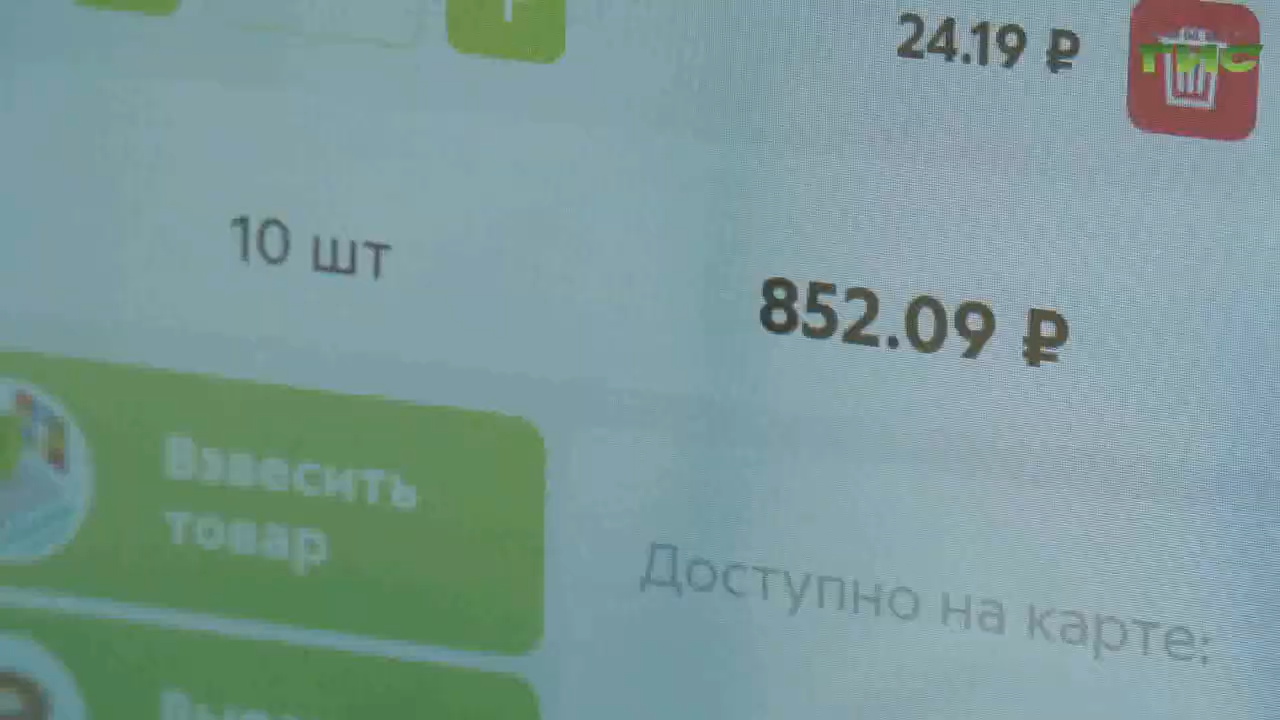 24.19 ₽
ГИС
10 шт
852.09 ₽
Взвесить
товар
Доступно на карте: